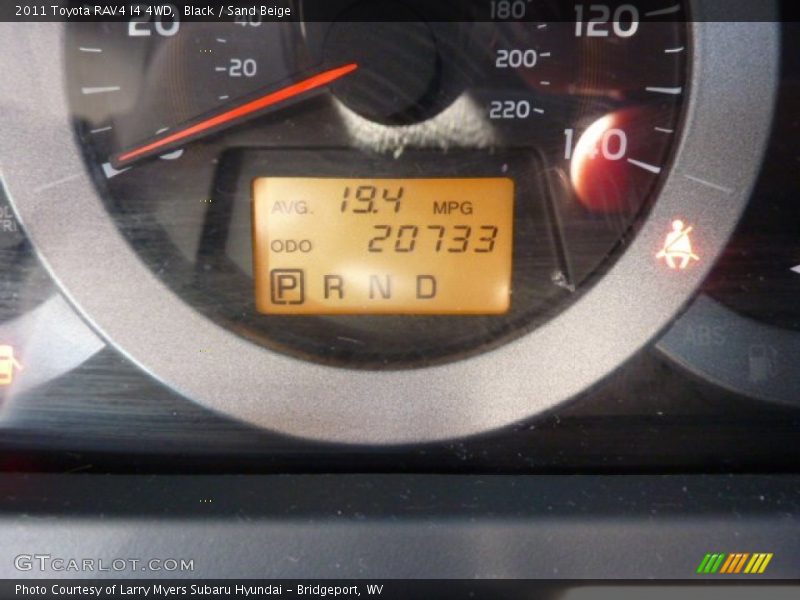 2011 Toyota RAV4 I4 4WD, Black / Sand Beige
20
40
180
120
20
200
220
140
0
AVG. 19.4 MPG
ODO 20733
P R N D
ABS
GTCARLOT.COM
Photo Courtesy of Larry Myers Subaru Hyundai - Bridgeport, WV